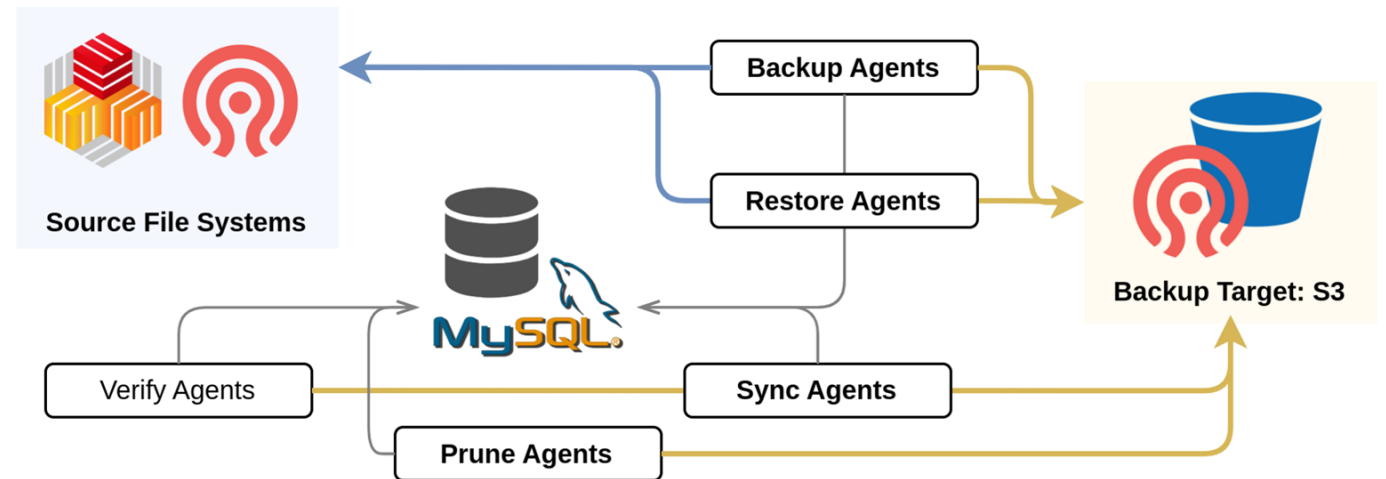 Backup Agents
Source File Systems
Restore Agents
Backup Target: S3
MySQL®
Verify Agents
Sync Agents
Prune Agents